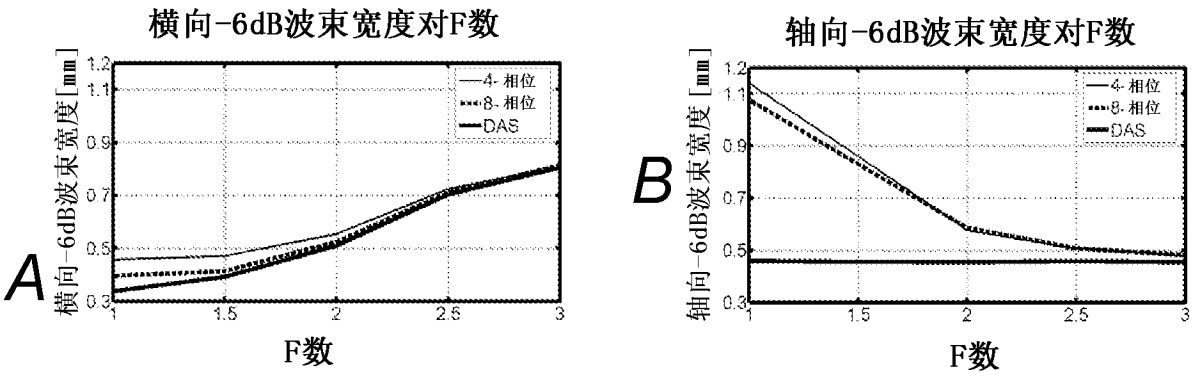 横向-6dB波束宽度对F数
横向-6dB波束宽度[mm]
1.2
1.1
0.9
0.7
0.5
0.3
1
1.5
2
2.5
3
4-相位
8-相位
DAS
F数
A
轴向-6dB波束宽度对F数
轴向-6dB波束宽度[mm]
1.2
1.1
0.9
0.7
0.5
0.3
1
1.5
2
2.5
3
4-相位
8-相位
DAS
F数
B